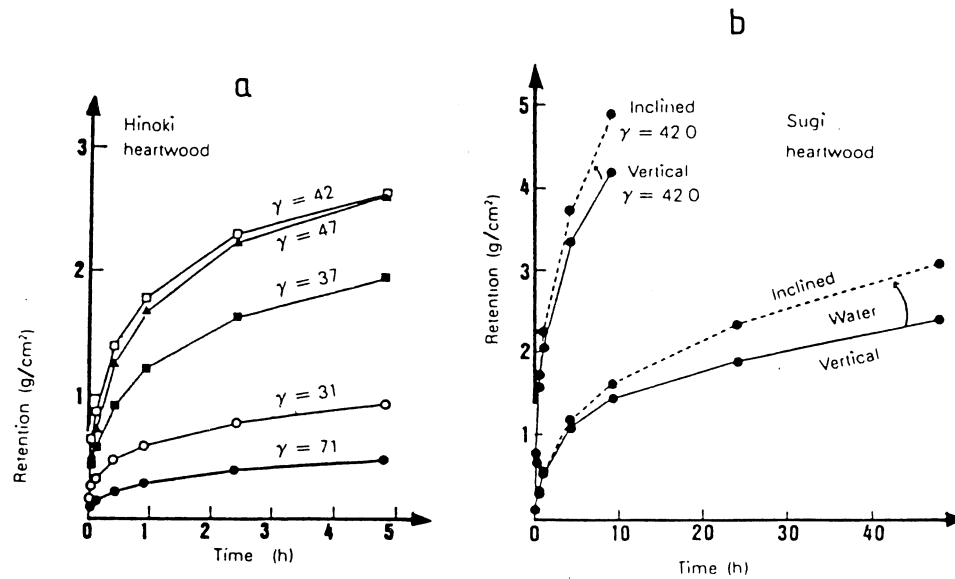 a
Hinoki
heartwood
3
2
1
0 1 2 3 4 5
Time (h)
Retention (g/cm²)
γ = 42
γ = 47
γ = 37
γ = 31
γ = 71
b
Sugi
heartwood
5
4
3
2
1
0 10 20 30 40
Time (h)
Retention (g/cm²)
Inclined
γ = 42 0
Vertical
γ = 42 0
Inclined
Water
Vertical